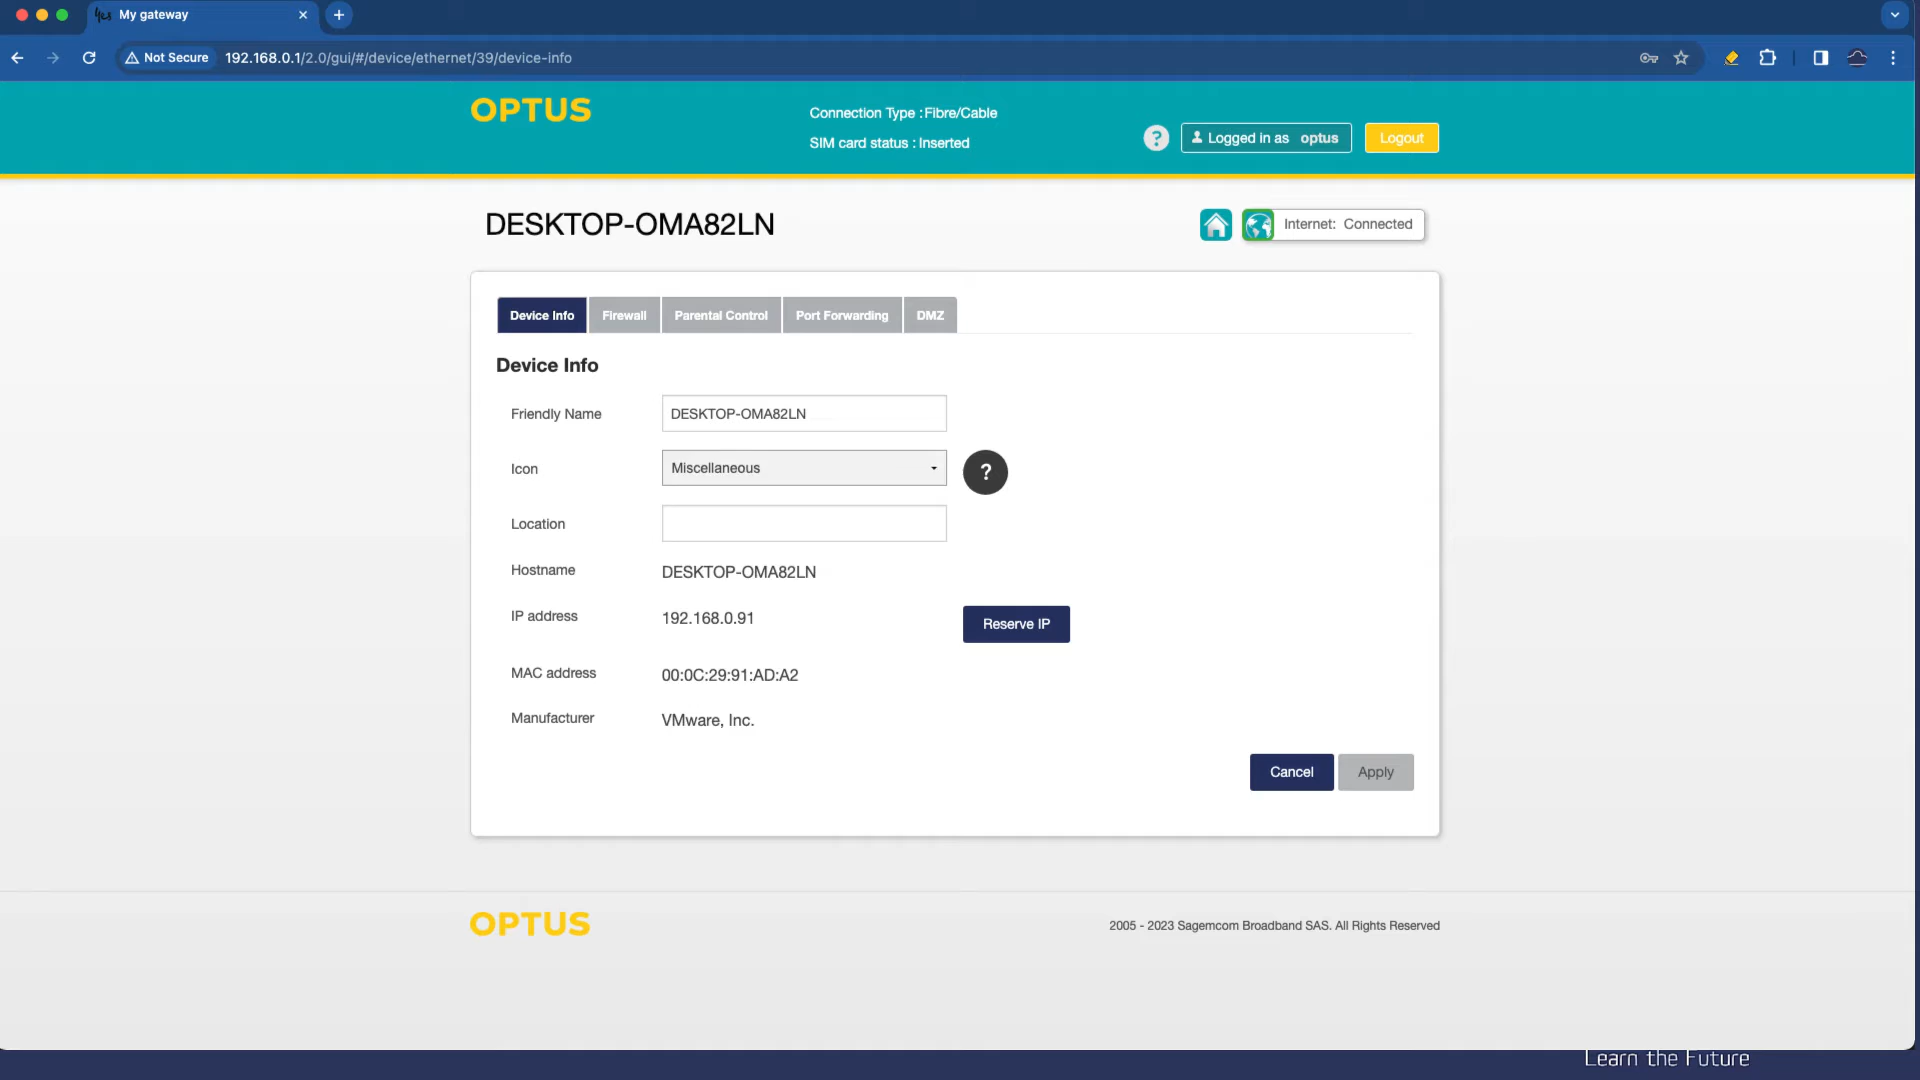 yes My gateway
Not Secure 192.168.0.1/2.0/gui/#/device/ethernet/39/device-info
OPTUS
Connection Type : Fibre/Cable
SIM card status : Inserted
? Logged in as optus Logout
DESKTOP-OMA82LN
Internet: Connected
Device Info Firewall Parental Control Port Forwarding DMZ
Device Info
Friendly Name DESKTOP-OMA82LN
Icon Miscellaneous ?
Location
Hostname DESKTOP-OMA82LN
IP address 192.168.0.91 Reserve IP
MAC address 00:0C:29:91:AD:A2
Manufacturer VMware, Inc.
Cancel Apply
OPTUS 2005 - 2023 Sagemcom Broadband SAS. All Rights Reserved
Learn the Future